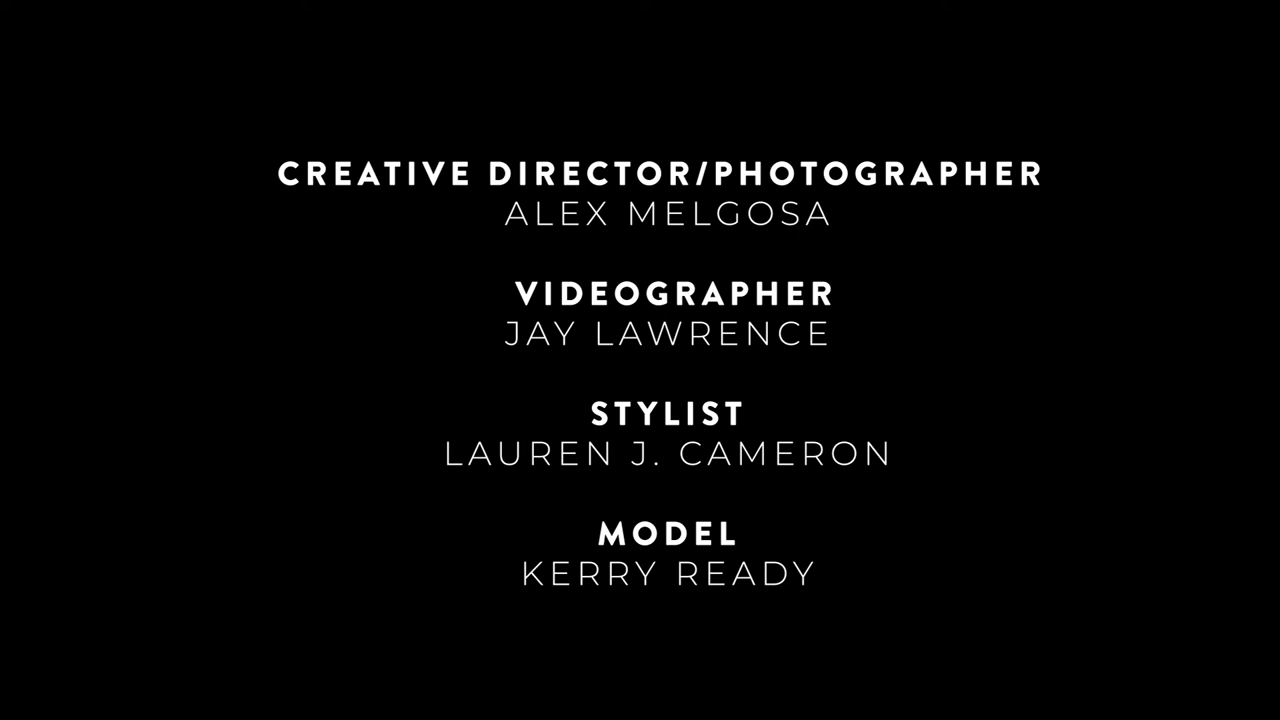 CREATIVE DIRECTOR/PHOTOGRAPHER
ALEX MELGOSA
VIDEOGRAPHER
JAY LAWRENCE
STYLIST
LAUREN J. CAMERON
MODEL
KERRY READY